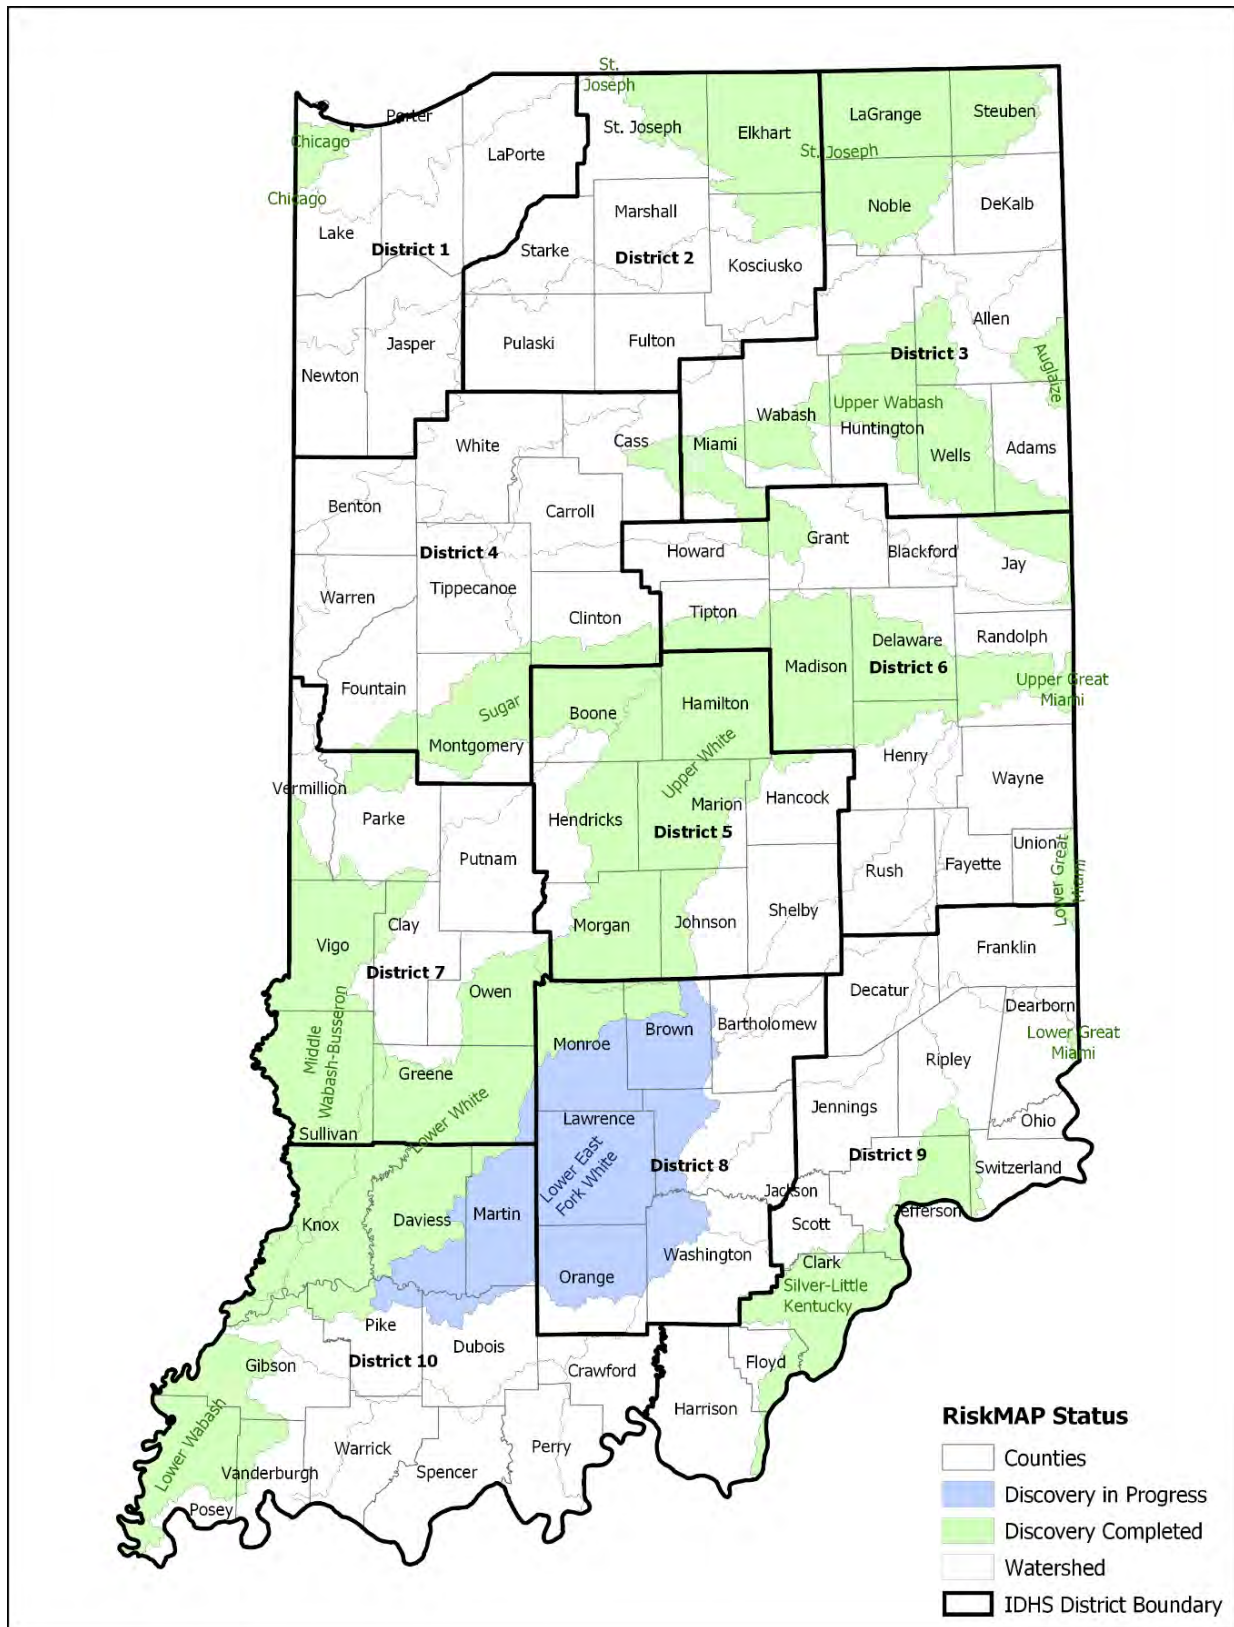 St.
Joseph
Porter
Chicago
St. Joseph
Elkhart
LaGrange
Steuben
LaPorte
St. Joseph
Chicago
Lake
District 1
Marshall
Noble
DeKalb
Starke
District 2
Kosciusko
Newton
Jasper
Pulaski
Fulton
Allen
District 3
Auglaize
White
Cass
Miami
Wabash
Upper Wabash
Huntington
Wells
Adams
Benton
Carroll
District 4
Howard
Grant
Blackford
Jay
Warren
Tippecanoe
Clinton
Tipton
Delaware
Randolph
Madison
District 6
Fountain
Sugar
Boone
Hamilton
Upper Great
Miami
Montgomery
Upper White
Henry
Wayne
Vermillion
Parke
Hendricks
Marion
Hancock
District 5
Putnam
Rush
Fayette
Union
Lower Great
Miami
Clay
Vigo
Morgan
Johnson
Shelby
Franklin
District 7
Owen
Decatur
Dearborn
Middle
Wabash-Busseron
Monroe
Brown
Bartholomew
Lower Great
Miami
Greene
Ripley
Sullivan
Lower White
Lawrence
Jennings
Ohio
Lower East
Fork White
District 8
District 9
Switzerland
Knox
Daviess
Martin
Jackson
Scott
Jefferson
Washington
Orange
Clark
Silver-Little
Kentucky
Pike
Dubois
Gibson
District 10
Crawford
Floyd
Harrison
Lower Wabash
Warrick
Perry
Vanderburgh
Spencer
Posey
RiskMAP Status
Counties
Discovery in Progress
Discovery Completed
Watershed
IDHS District Boundary